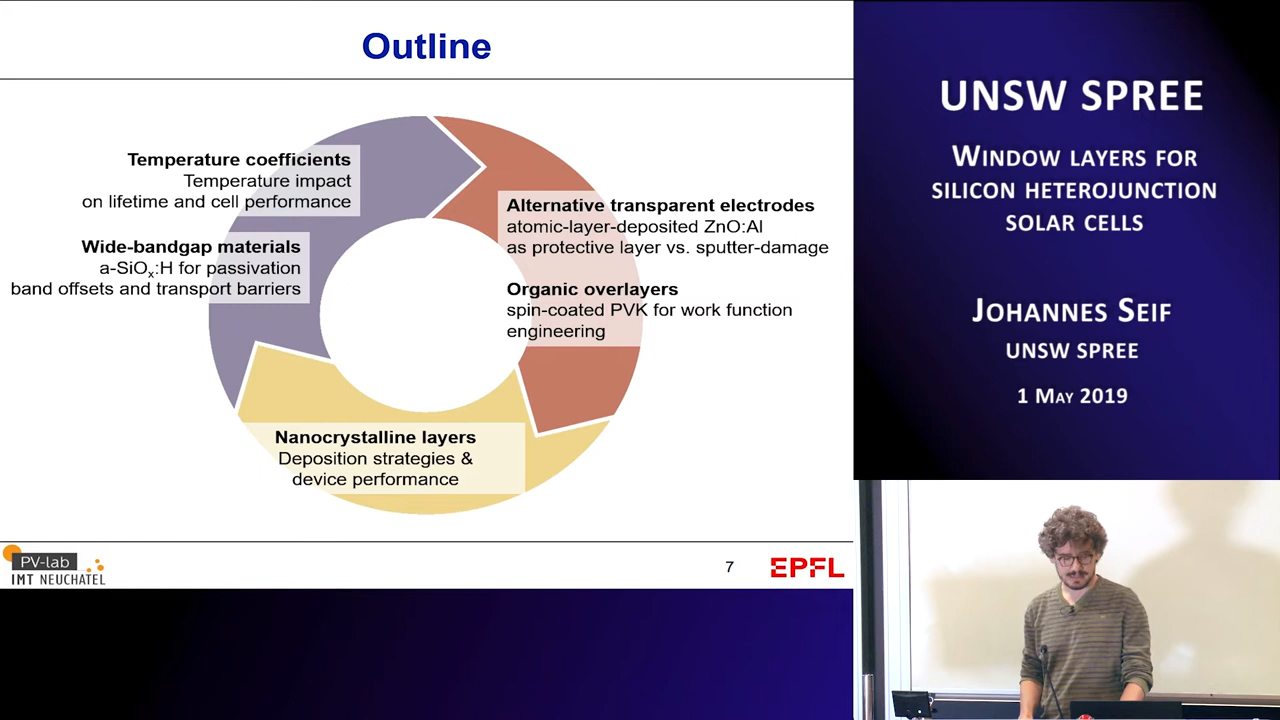 Outline
Temperature coefficients
Temperature impact
on lifetime and cell performance
Wide-bandgap materials
a-SiOx:H for passivation
band offsets and transport barriers
Alternative transparent electrodes
atomic-layer-deposited ZnO:Al
as protective layer vs. sputter-damage
Organic overlayers
spin-coated PVK for work function
engineering
Nanocrystalline layers
Deposition strategies &
device performance
PV-lab
IMT NEUCHATEL
7
EPFL
UNSW SPREE
WINDOW LAYERS FOR
SILICON HETEROJUNCTION
SOLAR CELLS
JOHANNES SEIF
UNSW SPREE
1 MAY 2019